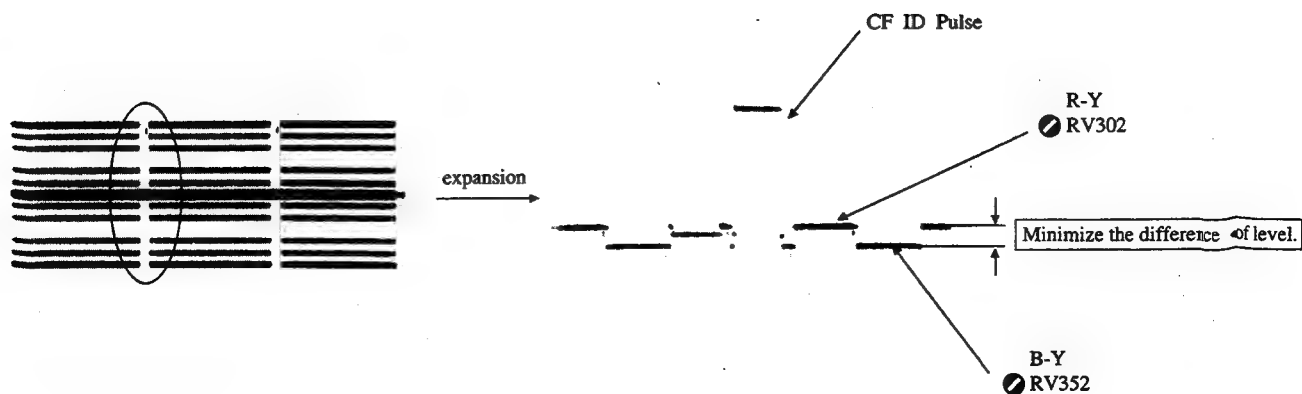 CF ID Pulse
R-Y
RV302
expansion
Minimize the difference of level.
B-Y
RV352